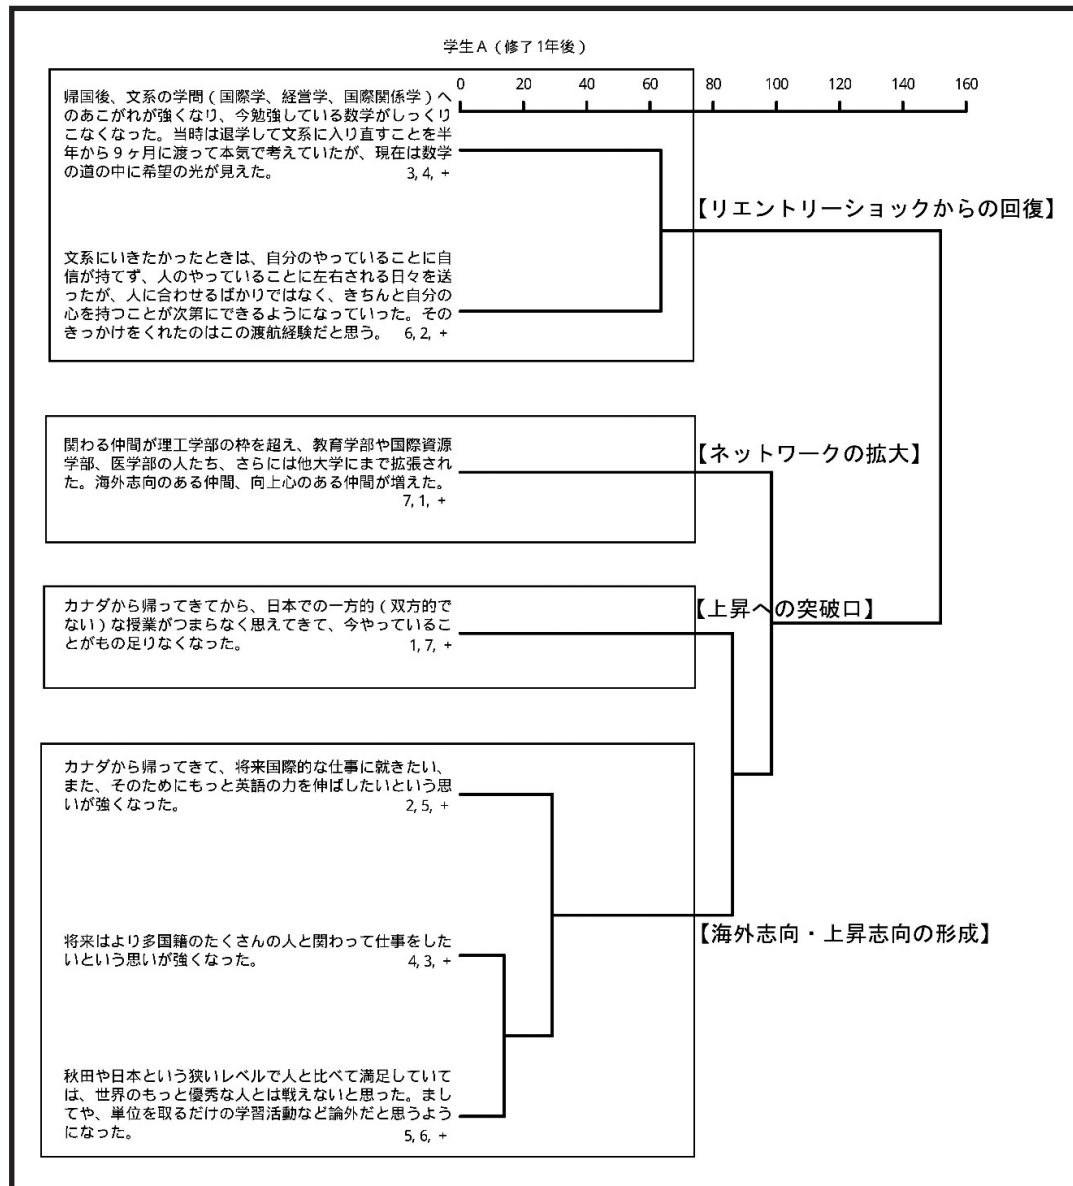 学生A（修了1年後）
0 20 40 60 80 100 120 140 160
帰国後、文系の学問（国際学、経営学、国際関係学）へ
のあこがれが強くなり、今勉強している数学がしっくり
こなくなった。当時は退学して文系に入り直すことを半
年から９ヶ月に渡って本気で考えていたが、現在は数学
の道の中に希望の光が見えた。 3, 4, +
【リエントリーショックからの回復】
文系にいきたかったときは、自分のやっていることに自
信が持てず、人のやっていることに左右される日々を送
ったが、人に合わせるばかりではなく、きちんと自分の
心を持つことが次第にできるようになっていった。その
きっかけをくれたのはこの渡航経験だと思う。 6, 2, +
関わる仲間が理工学部の枠を超え、教育学部や国際資源
学部、医学部の人たち、さらには他大学にまで拡張され
た。海外志向のある仲間、向上心のある仲間が増えた。
7, 1, +
【ネットワークの拡大】
カナダから帰ってきてから、日本での一方的（双方的で
ない）な授業がつまらなく思えてきて、今やっているこ
とがもの足りなくなった。 1, 7, +
【上昇への突破口】
カナダから帰ってきて、将来国際的な仕事に就きたい、
また、そのためにもっと英語の力を伸ばしたいという思
いが強くなった。 2, 5, +
将来はより多国籍のたくさんの人と関わって仕事をした
いという思いが強くなった。 4, 3, +
【海外志向・上昇志向の形成】
秋田や日本という狭いレベルで人と比べて満足していて
は、世界のもっと優秀な人とは戦えないと思った。まし
てや、単位を取るだけの学習活動など論外だと思うよう
になった。 5, 6, +